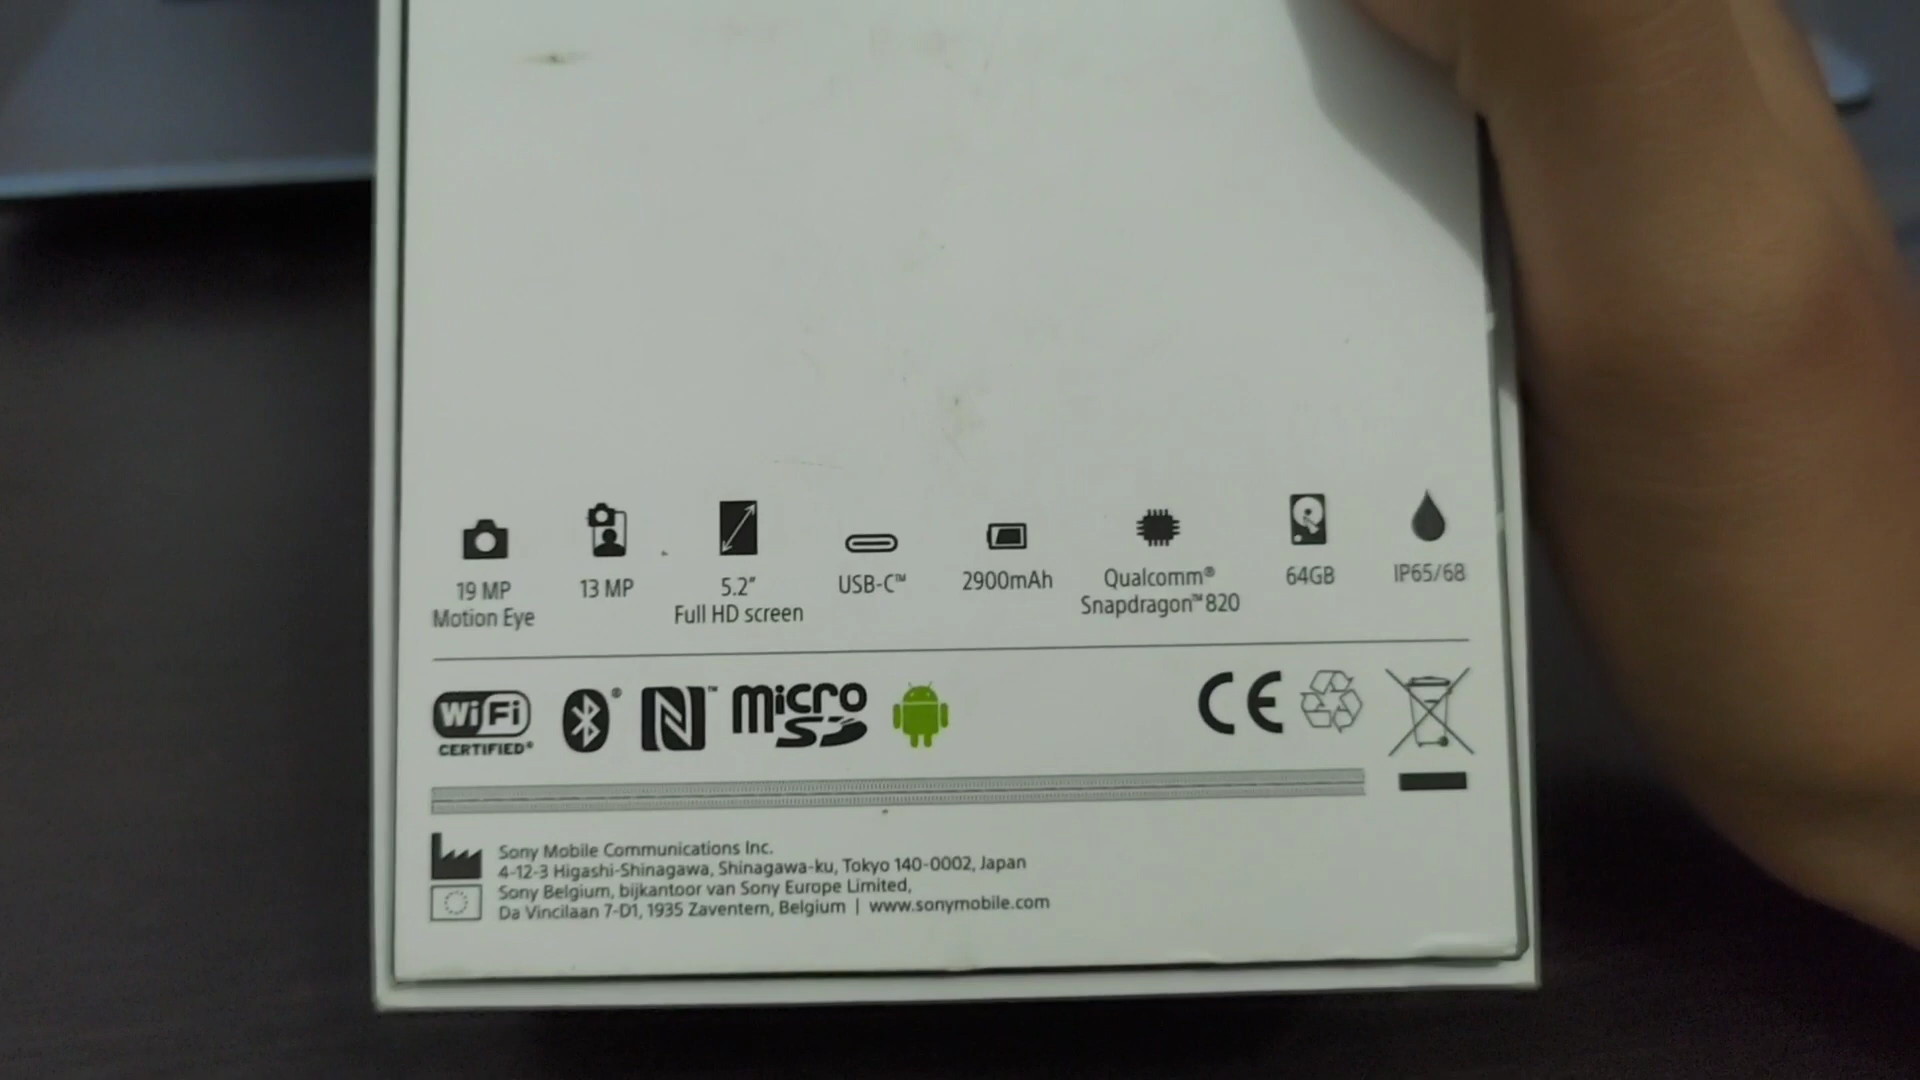 19 MP
Motion Eye
13 MP
5.2”
Full HD screen
USB-C™
2900mAh
Qualcomm®
Snapdragon™ 820
64GB
IP65/68
WiFi
CERTIFIED®
®
™
micro
SD
CE
Sony Mobile Communications Inc.
4-12-3 Higashi-Shinagawa, Shinagawa-ku, Tokyo 140-0002, Japan
Sony Belgium, bijkantoor van Sony Europe Limited,
Da Vincilaan 7-D1, 1935 Zaventem, Belgium | www.sonymobile.com